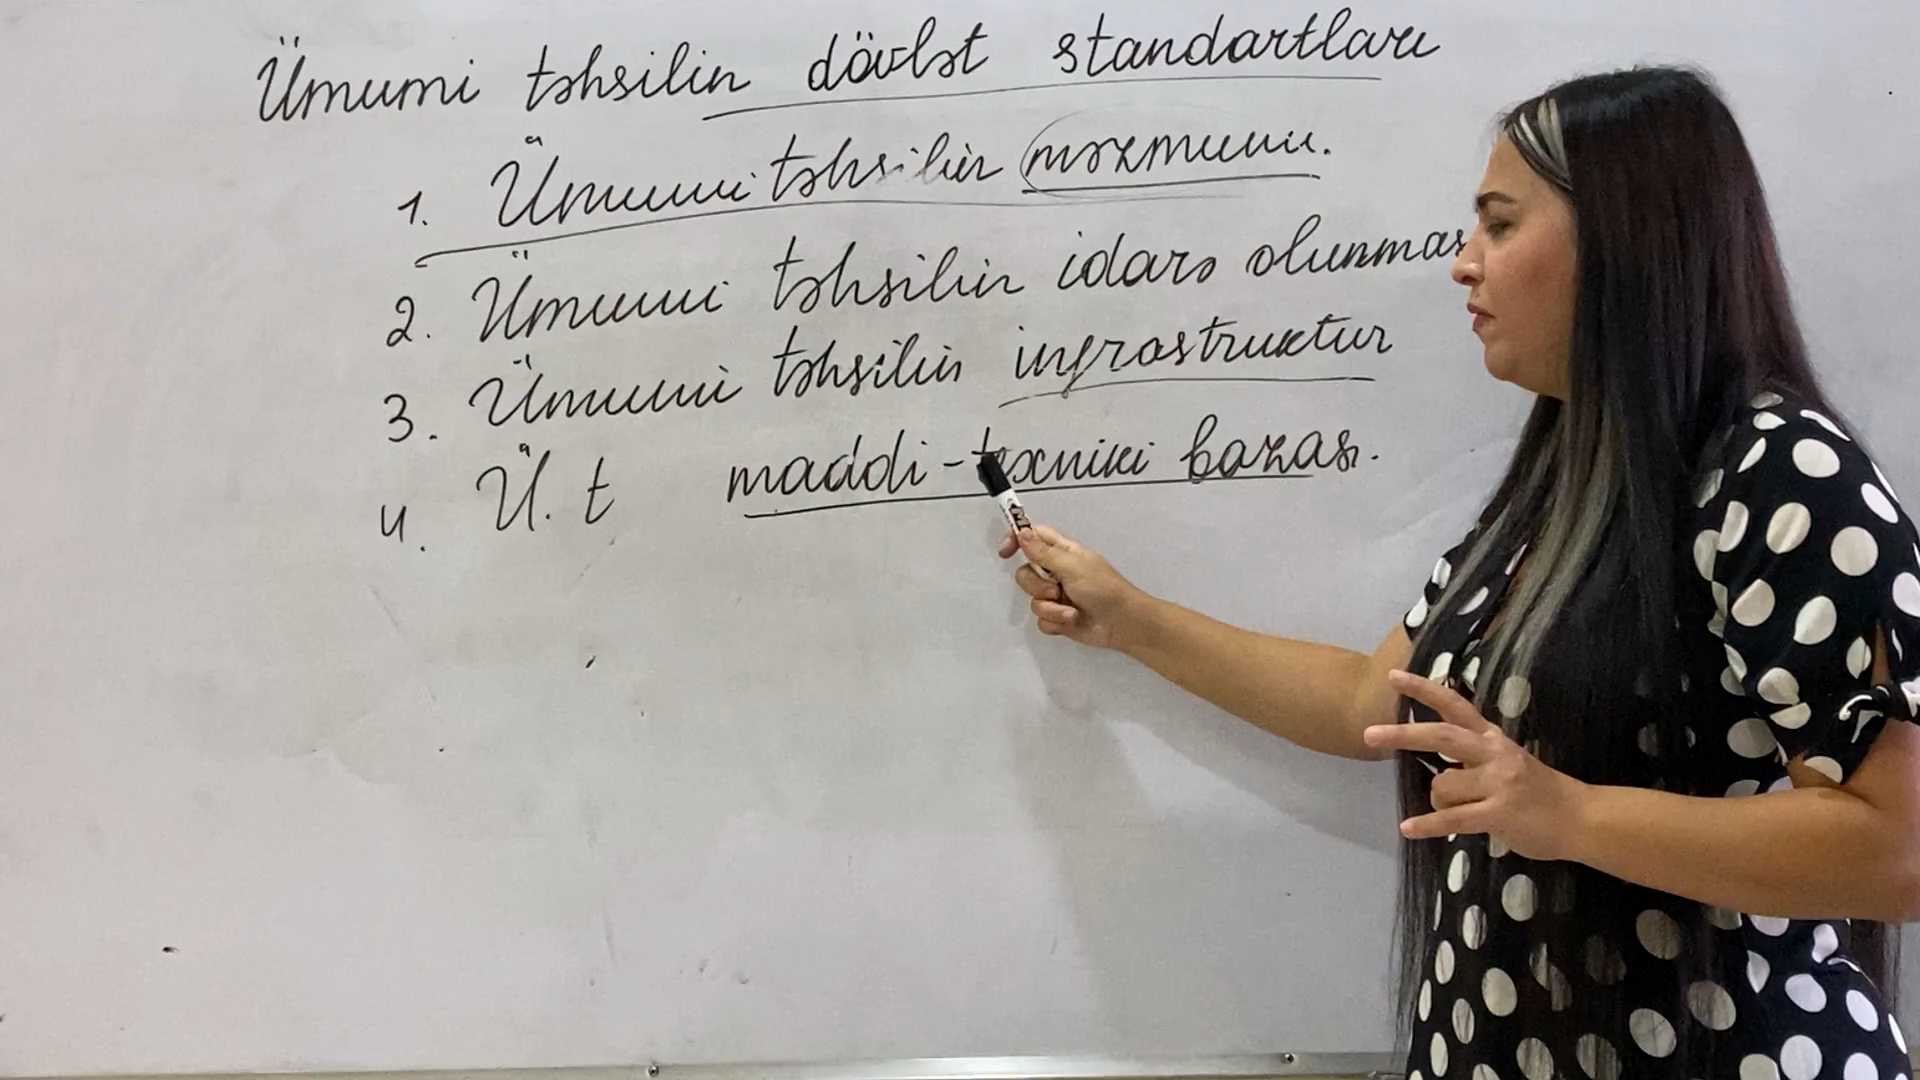 Ümumi təhsilin dövlət standartları
1. Ümumi təhsilin məzmunu.
2. Ümumi təhsilin idarə olunmas
3. Ümumi təhsilin infrastruktur
4. Ü. t maddi-texniki bazası.